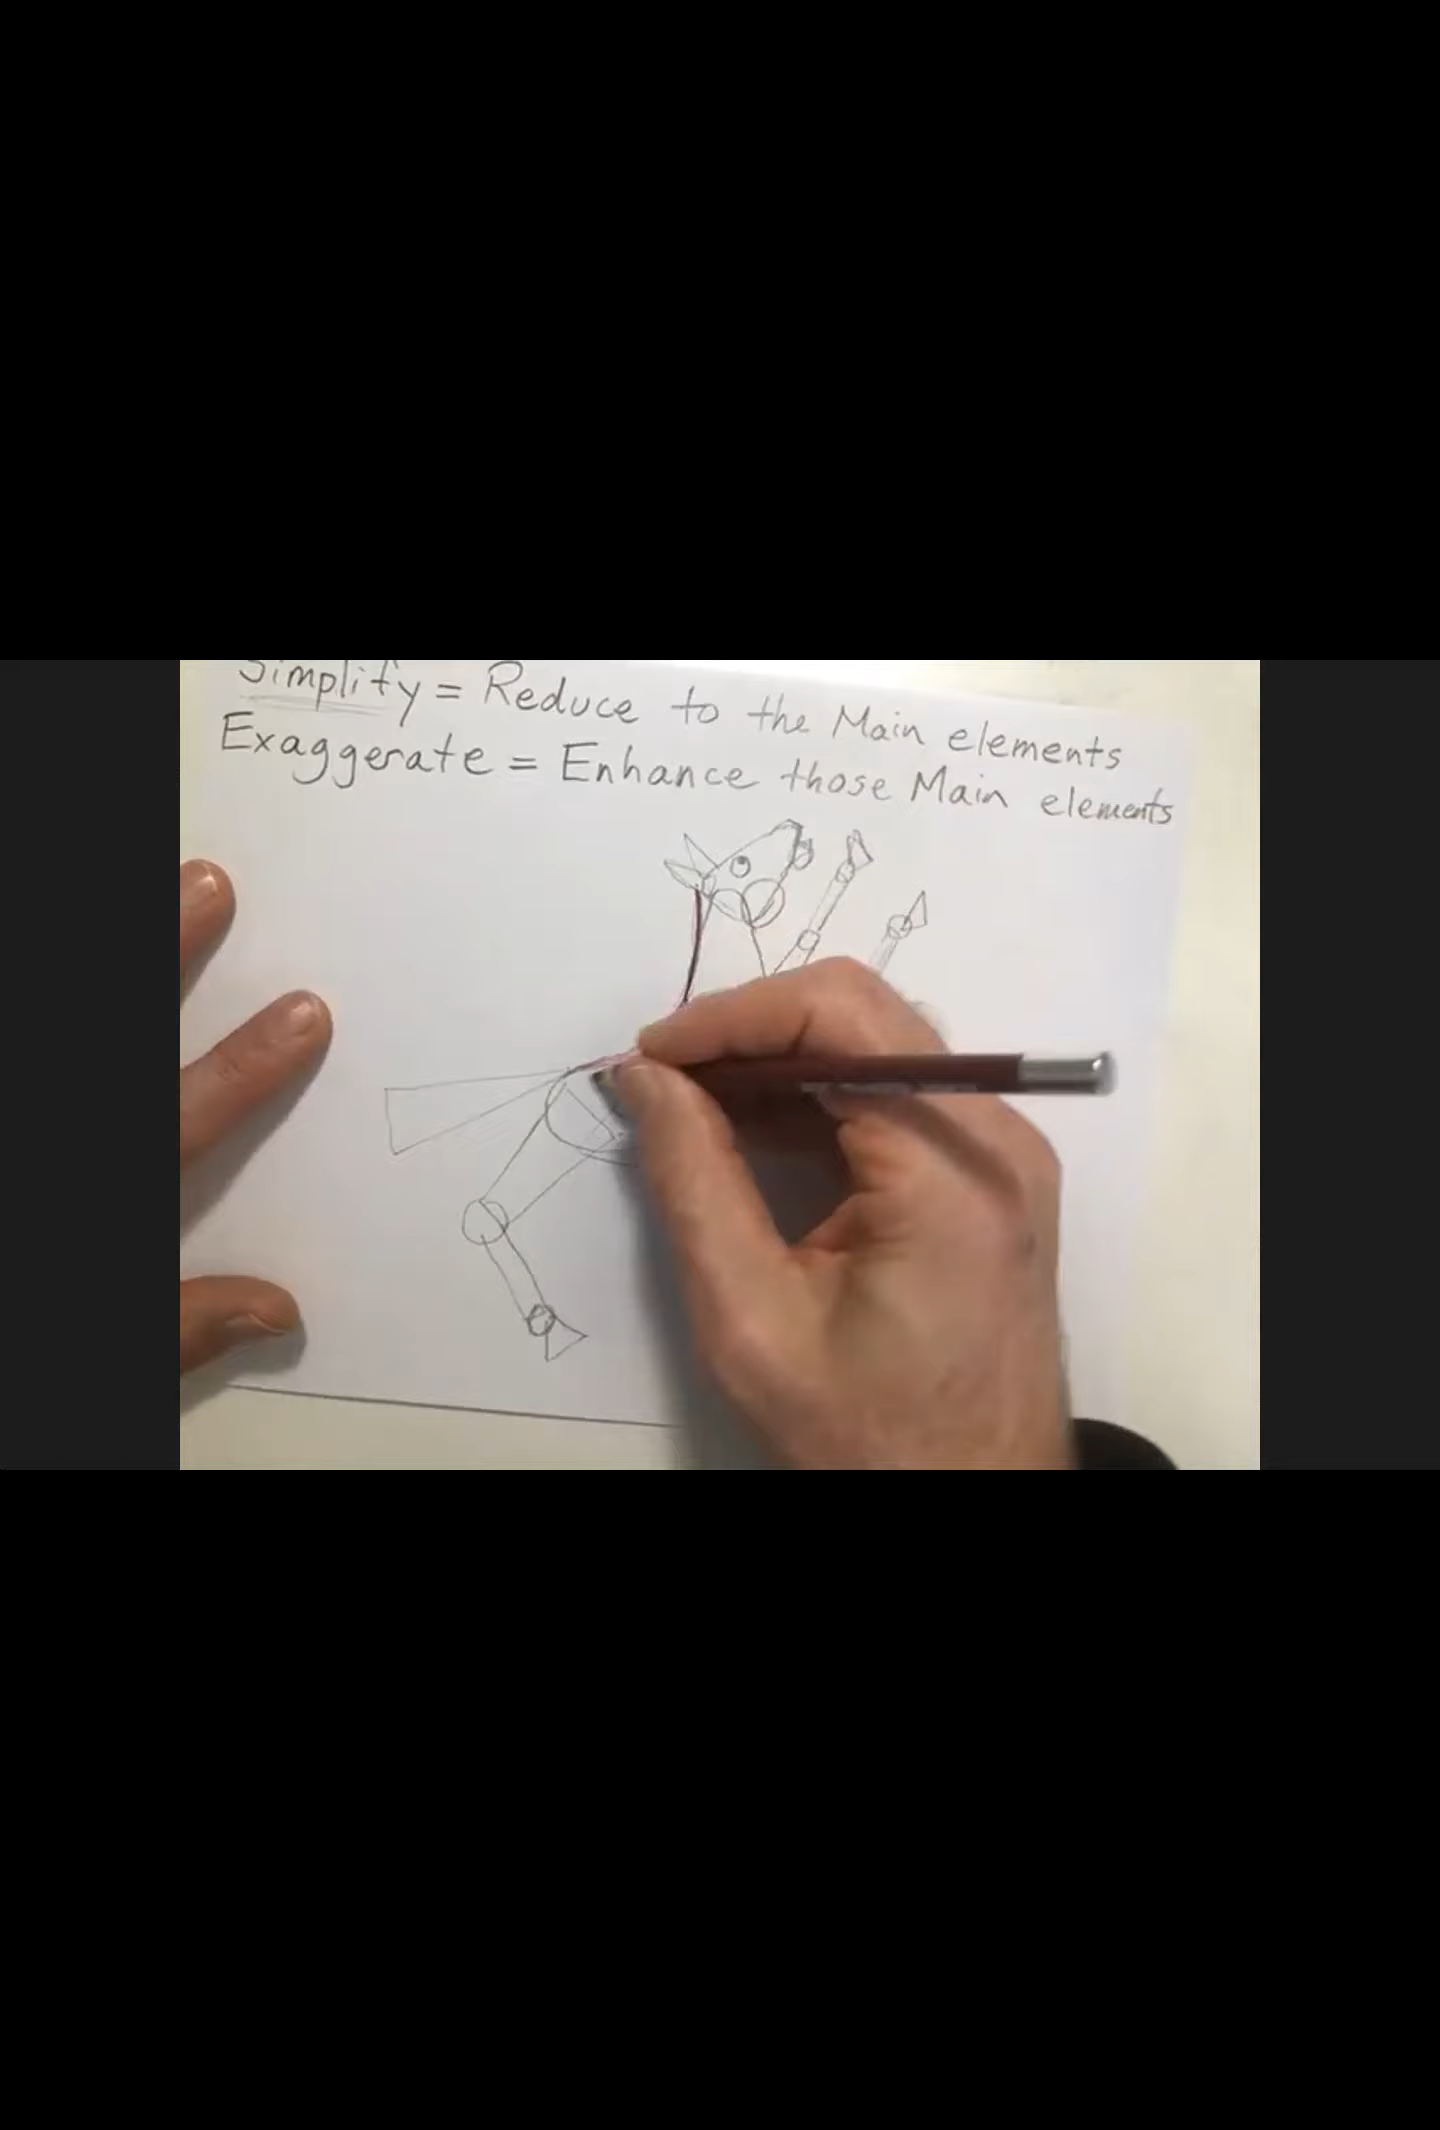 Simplify = Reduce to the Main elements
Exaggerate = Enhance those Main elements